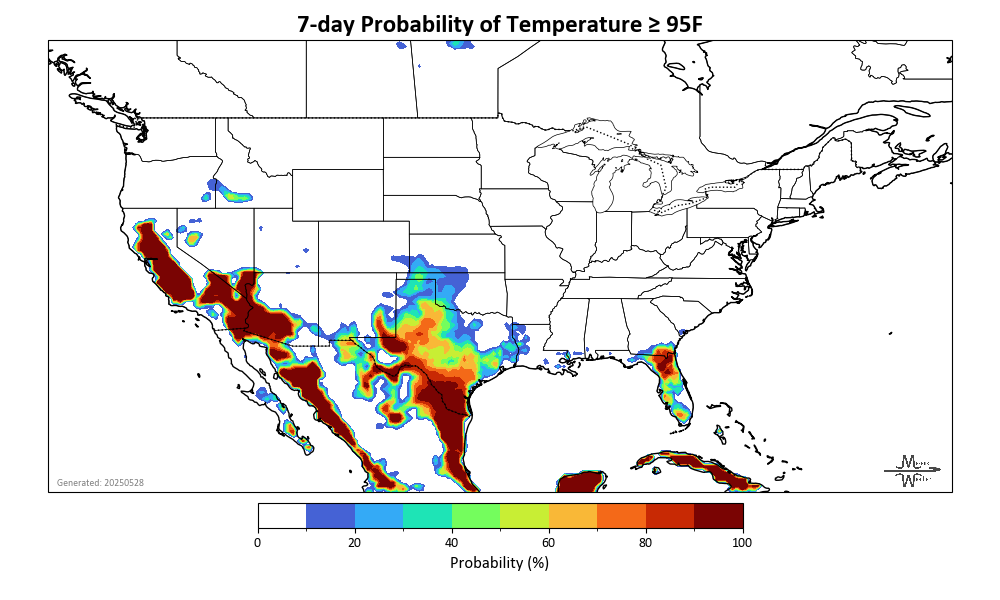 7-day Probability of Temperature ≥ 95F
Generated: 20250528
0 20 40 60 80 100
Probability (%)